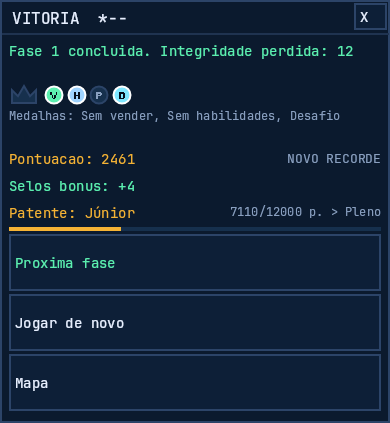 VITORIA *--
X
Fase 1 concluida. Integridade perdida: 12
V H P D
Medalhas: Sem vender, Sem habilidades, Desafio
Pontuacao: 2461 NOVO RECORDE
Selos bonus: +4
Patente: Júnior 7110/12000 p. > Pleno
Proxima fase
Jogar de novo
Mapa